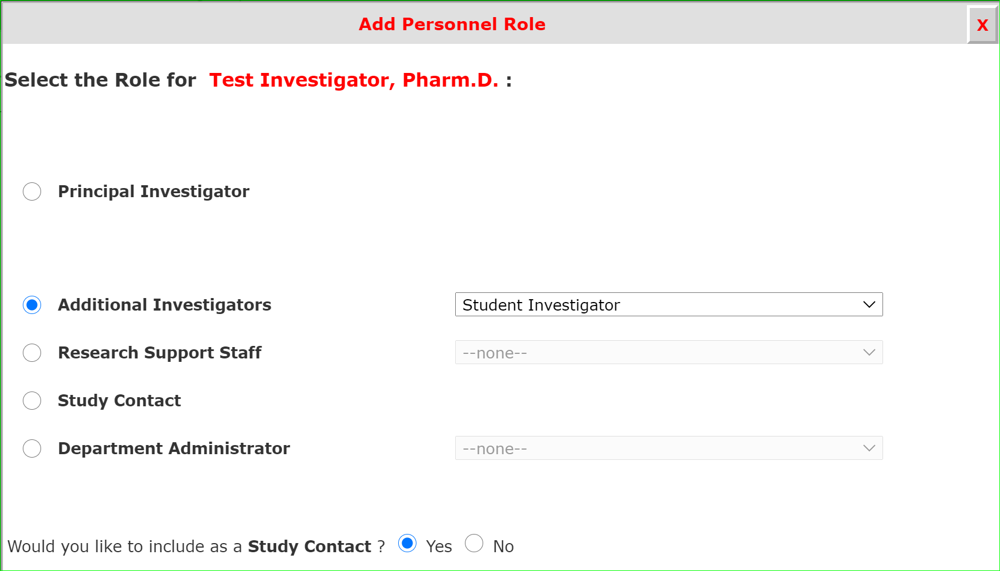 Add Personnel Role
X
Select the Role for Test Investigator, Pharm.D. :
Principal Investigator
Additional Investigators Student Investigator
Research Support Staff --none--
Study Contact
Department Administrator --none--
Would you like to include as a Study Contact ? Yes No